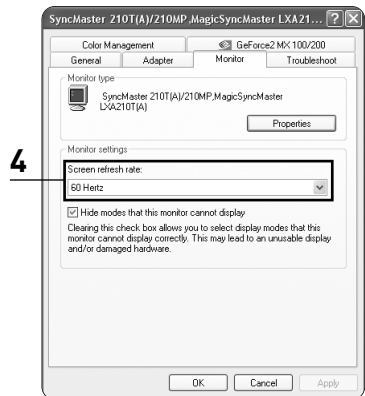 SyncMaster 210T(A)/210MP,MagicSyncMaster LXA21...
Color Management
GeForce2 MX 100/200
General
Adapter
Monitor
Troubleshoot
Monitor type
SyncMaster 210T(A)/210MP,MagicSyncMaster
LXA210T(A)
Properties
Monitor settings
4
Screen refresh rate:
60 Hertz
Hide modes that this monitor cannot display
Clearing this check box allows you to select display modes that this
monitor cannot display correctly. This may lead to an unusable display
and/or damaged hardware.
OK
Cancel
Apply